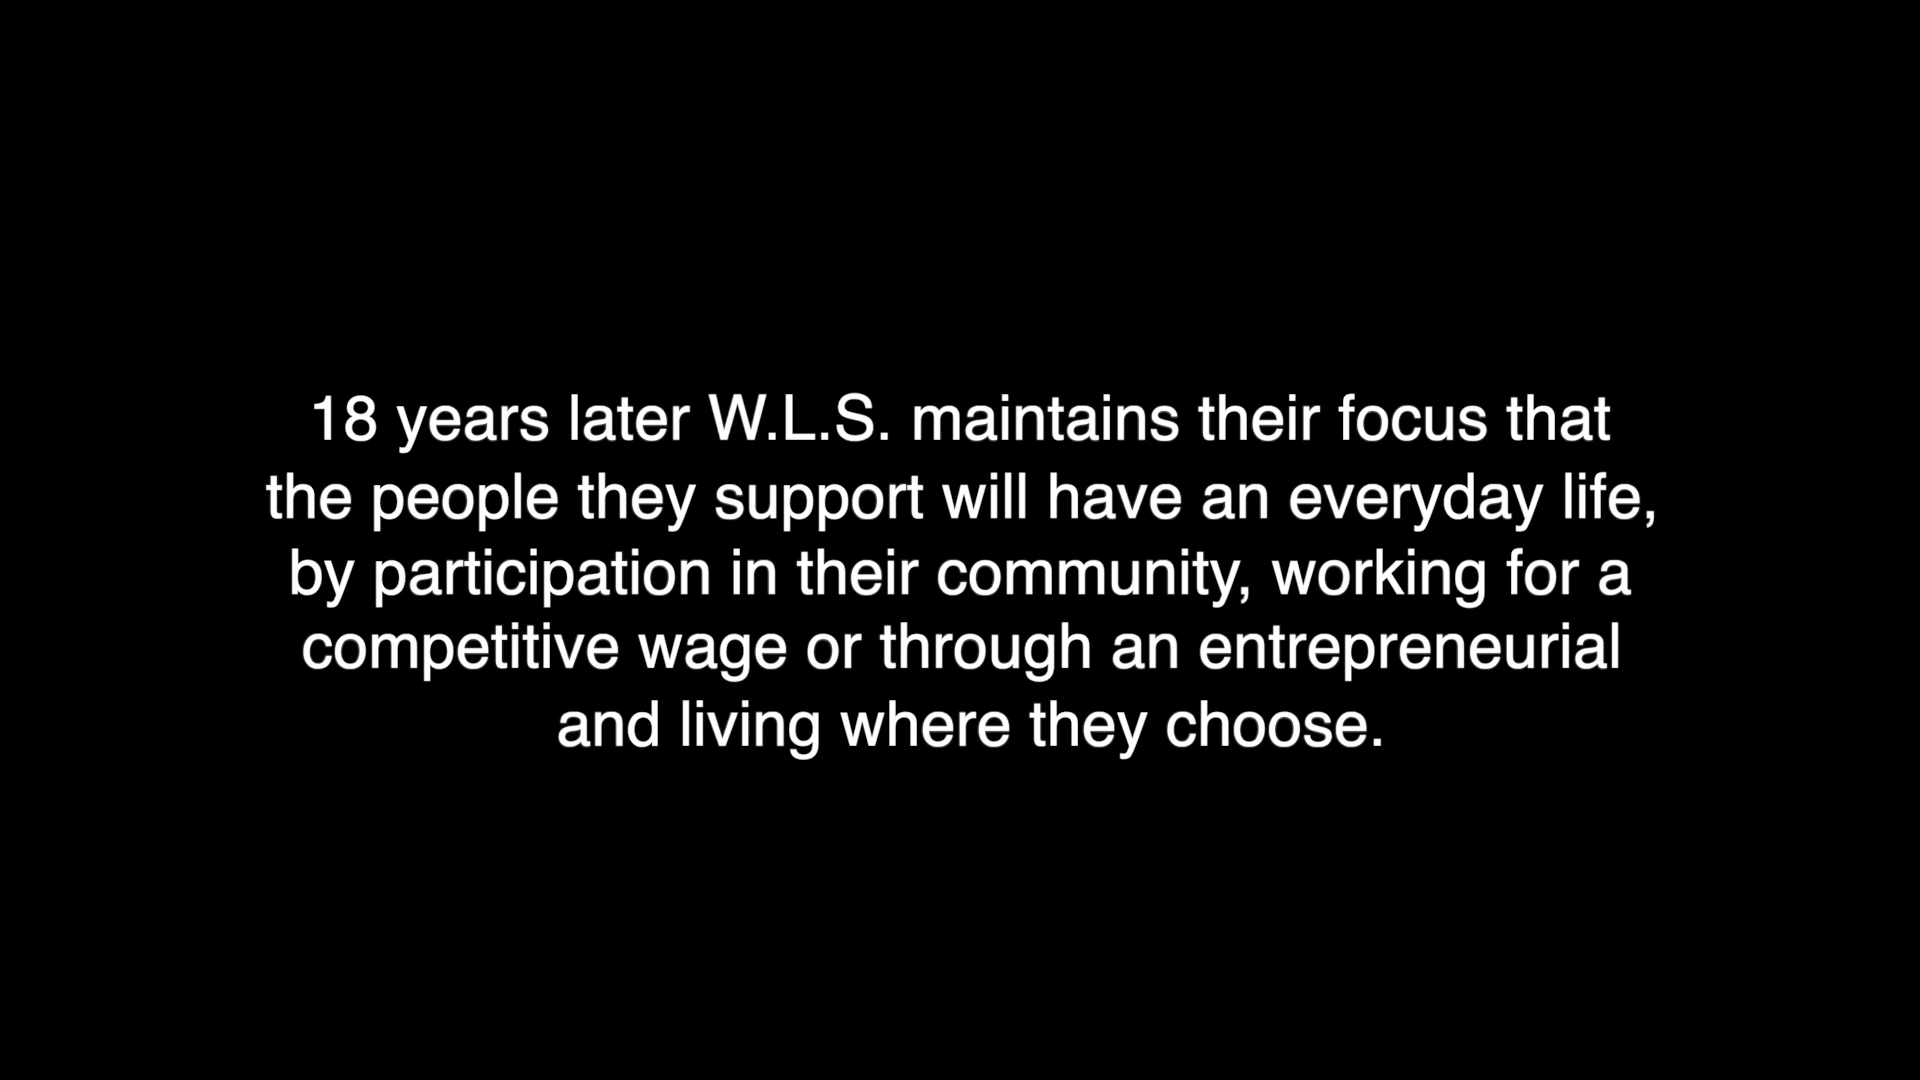 18 years later W.L.S. maintains their focus that
the people they support will have an everyday life,
by participation in their community, working for a
competitive wage or through an entrepreneurial
and living where they choose.